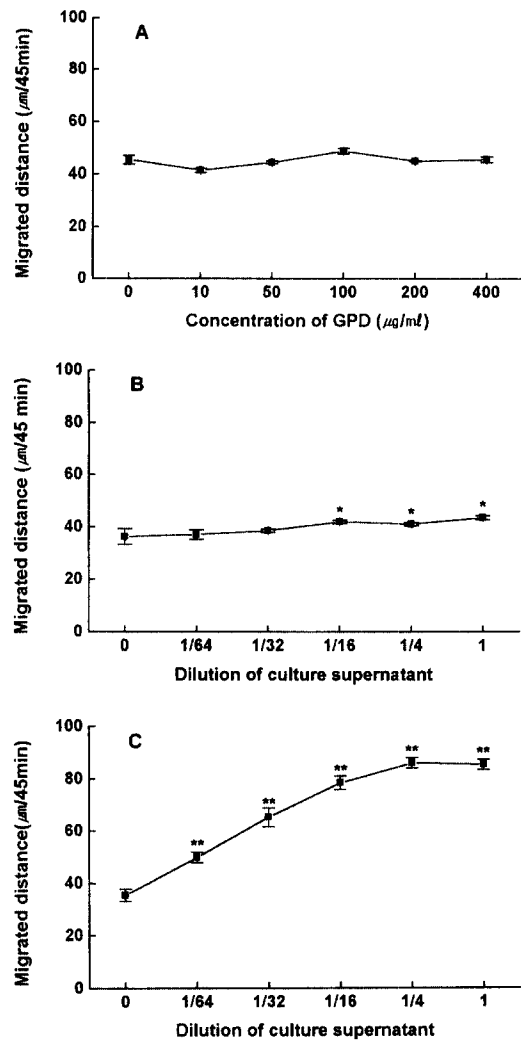 A
Migrated distance (㎛/45min)
100
80
60
40
20
0
0 10 50 100 200 400
Concentration of GPD (㎍/㎖)
B
Migrated distance (㎛/45 min)
100
80
60
40
20
0
* * *
0 1/64 1/32 1/16 1/4 1
Dilution of culture supernatant
C
Migrated distance(㎛/45min)
100
80
60
40
20
0
** ** ** ** **
0 1/64 1/32 1/16 1/4 1
Dilution of culture supernatant